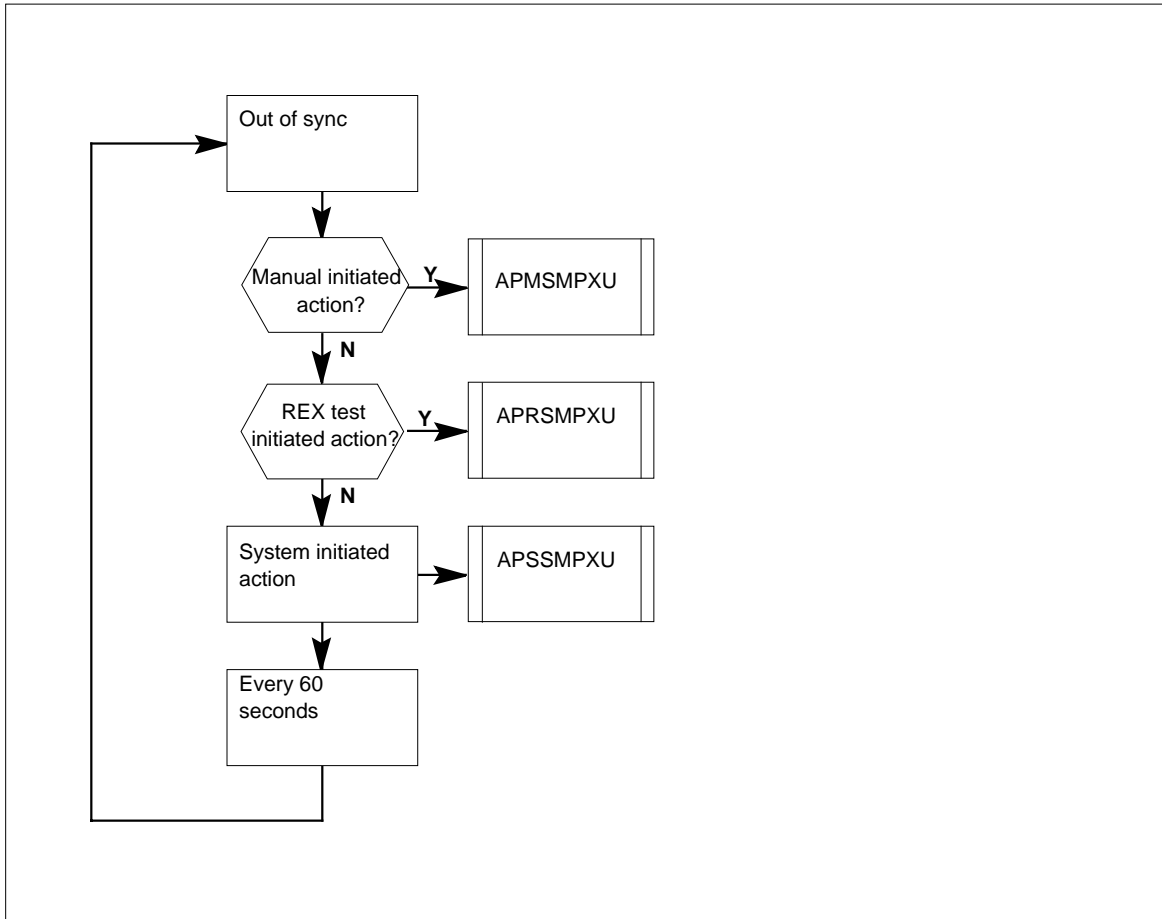 Out of sync
Manual initiated
action?
Y
APMSMPXU
N
REX test
initiated action?
Y
APRSMPXU
N
System initiated
action
APSSMPXU
Every 60
seconds